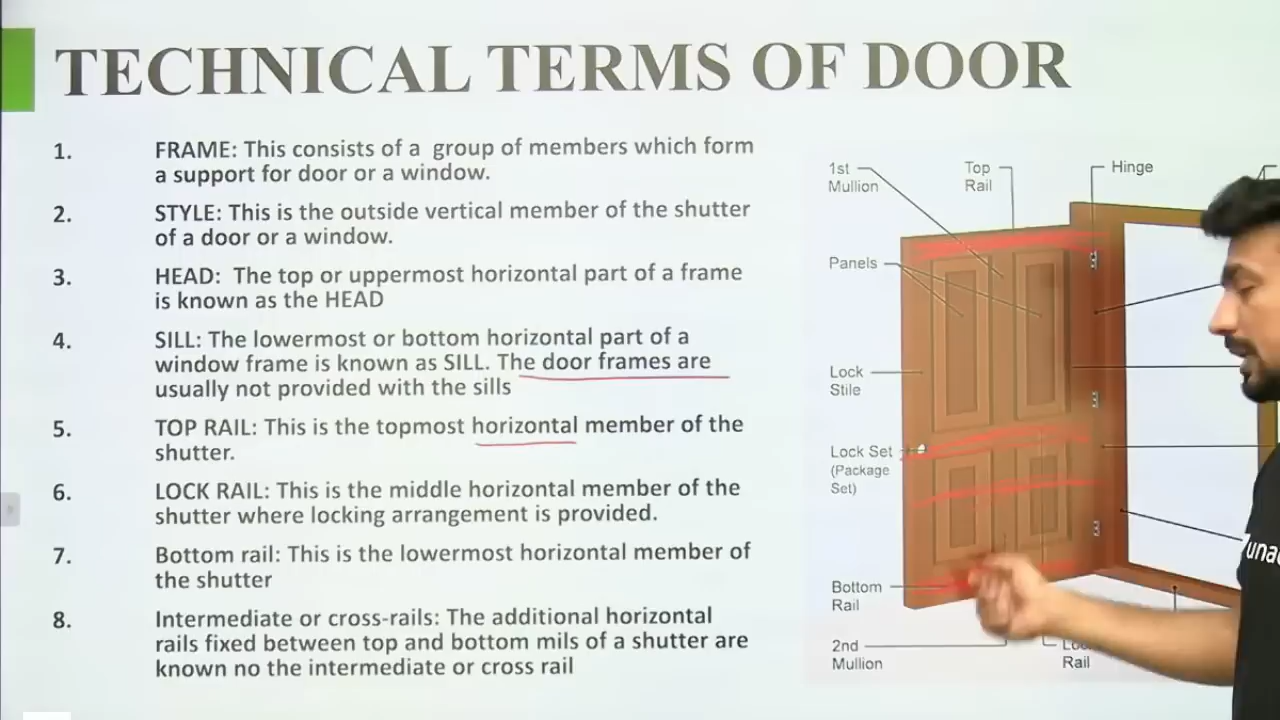 TECHNICAL TERMS OF DOOR
1. FRAME: This consists of a group of members which form
a support for door or a window.
2. STYLE: This is the outside vertical member of the shutter
of a door or a window.
3. HEAD: The top or uppermost horizontal part of a frame
is known as the HEAD
4. SILL: The lowermost or bottom horizontal part of a
window frame is known as SILL. The door frames are
usually not provided with the sills
5. TOP RAIL: This is the topmost horizontal member of the
shutter.
6. LOCK RAIL: This is the middle horizontal member of the
shutter where locking arrangement is provided.
7. Bottom rail: This is the lowermost horizontal member of
the shutter
8. Intermediate or cross-rails: The additional horizontal
rails fixed between top and bottom mils of a shutter are
known no the intermediate or cross rail
1st
Mullion
Top
Rail
Hinge
Panels
Lock
Stile
Lock Set
(Package
Set)
Bottom
Rail
2nd
Mullion
Rail